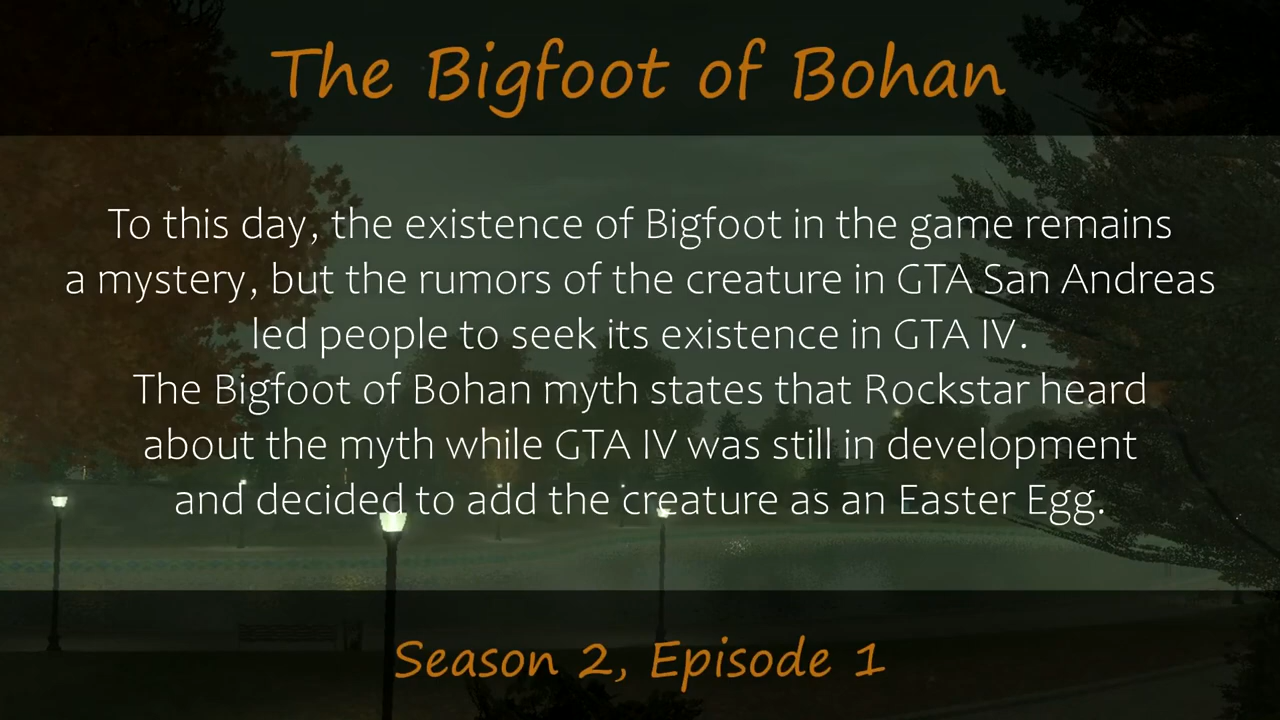 The Bigfoot of Bohan
To this day, the existence of Bigfoot in the game remains
a mystery, but the rumors of the creature in GTA San Andreas
led people to seek its existence in GTA IV.
The Bigfoot of Bohan myth states that Rockstar heard
about the myth while GTA IV was still in development
and decided to add the creature as an Easter Egg.
Season 2, Episode 1